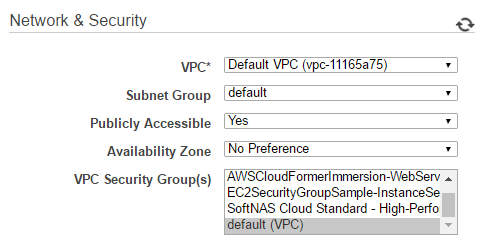 Network & Security
VPC* Default VPC (vpc-11165a75)
Subnet Group default
Publicly Accessible Yes
Availability Zone No Preference
VPC Security Group(s) AWSCloudFormerImmersion-WebServ
EC2SecurityGroupSample-InstanceSe
SoftNAS Cloud Standard - High-Perfo
default (VPC)